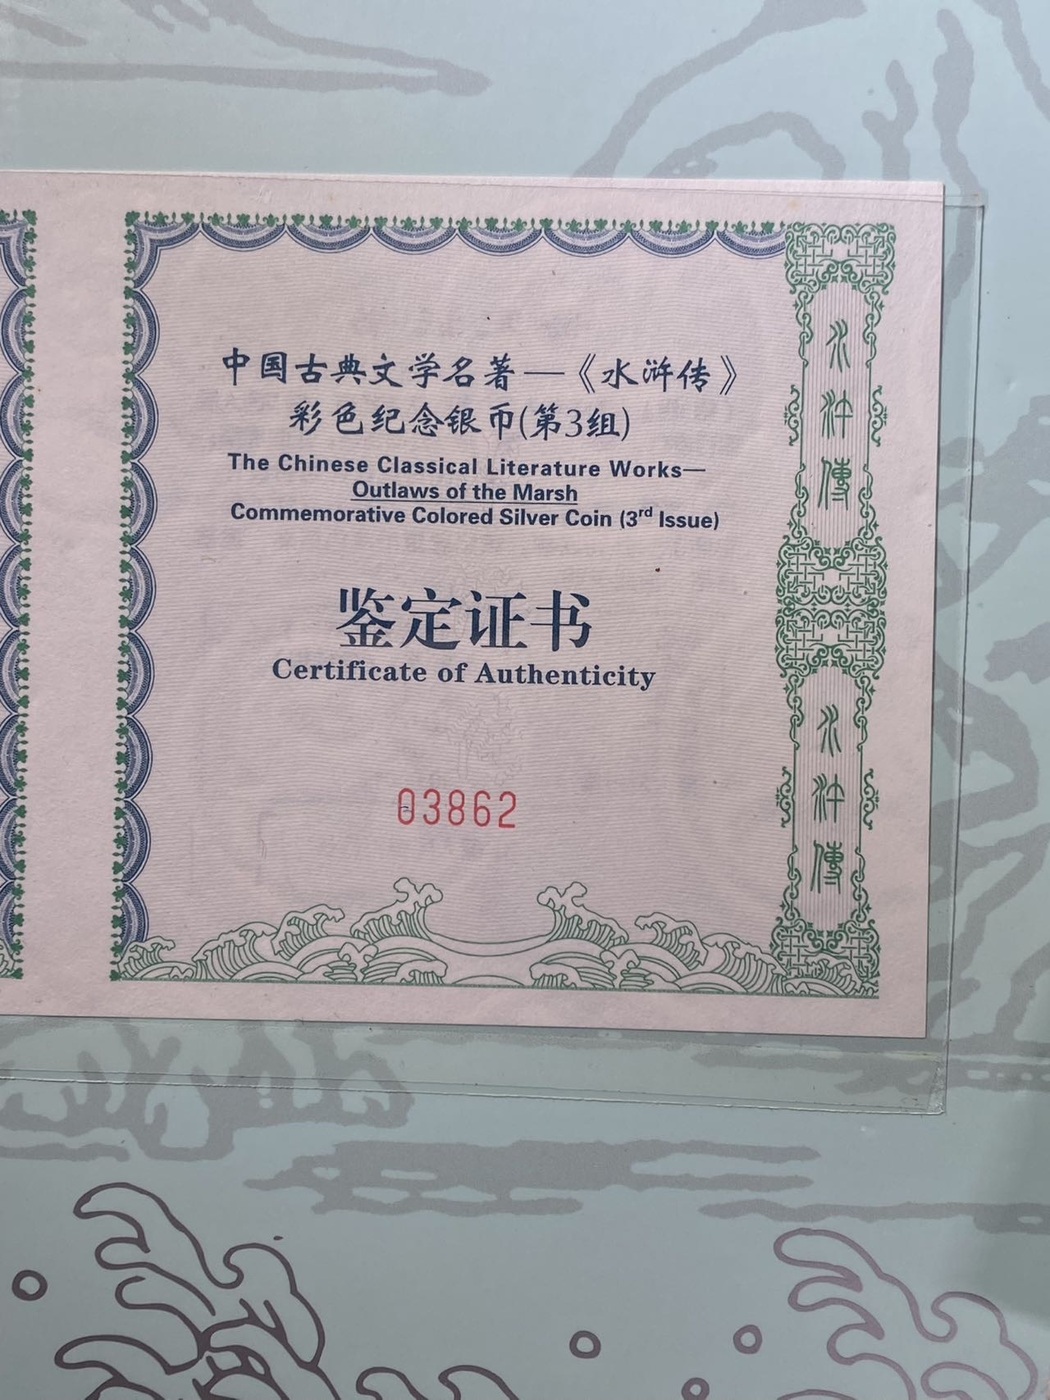 中国古典文学名著—《水浒传》
彩色纪念银币(第3组)
The Chinese Classical Literature Works—
Outlaws of the Marsh
Commemorative Colored Silver Coin (3rd Issue)
鉴定证书
Certificate of Authenticity
03862
水滸傳
水滸傳